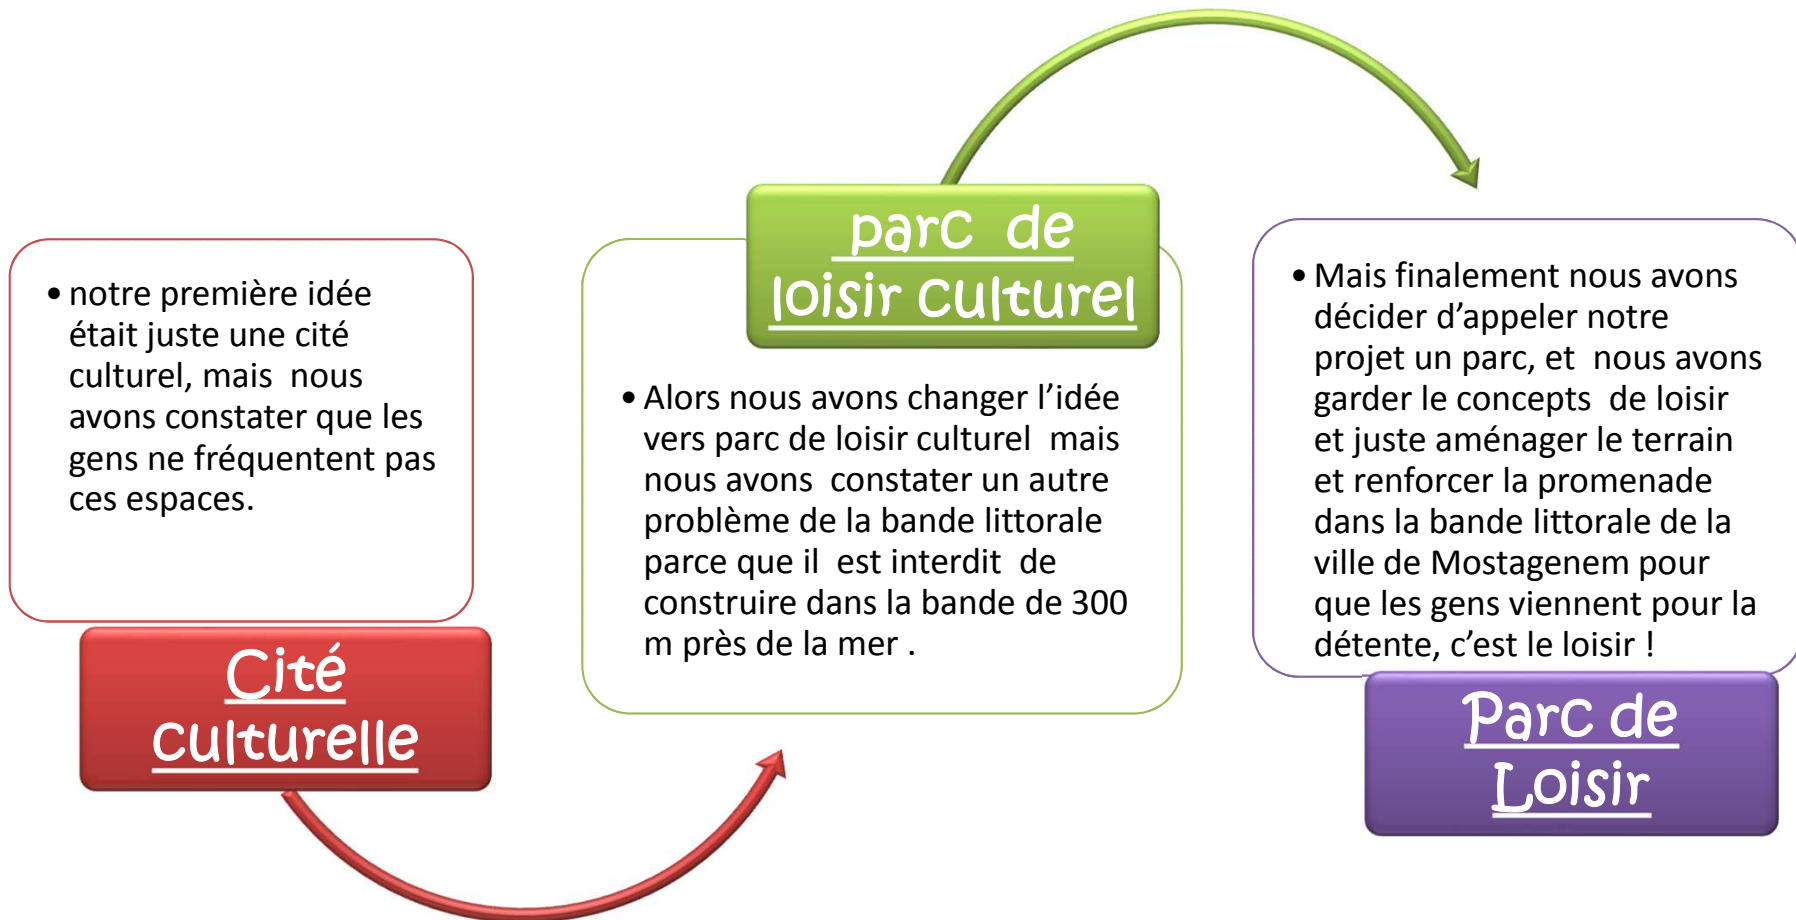 • notre première idée
était juste une cité
culturel, mais nous
avons constater que les
gens ne fréquentent pas
ces espaces.
Cité
culturelle
parc de
loisir culturel
• Alors nous avons changer l’idée
vers parc de loisir culturel mais
nous avons constater un autre
problème de la bande littorale
parce que il est interdit de
construire dans la bande de 300
m près de la mer .
• Mais finalement nous avons
décider d’appeler notre
projet un parc, et nous avons
garder le concepts de loisir
et juste aménager le terrain
et renforcer la promenade
dans la bande littorale de la
ville de Mostagenem pour
que les gens viennent pour la
détente, c’est le loisir !
Parc de
Loisir